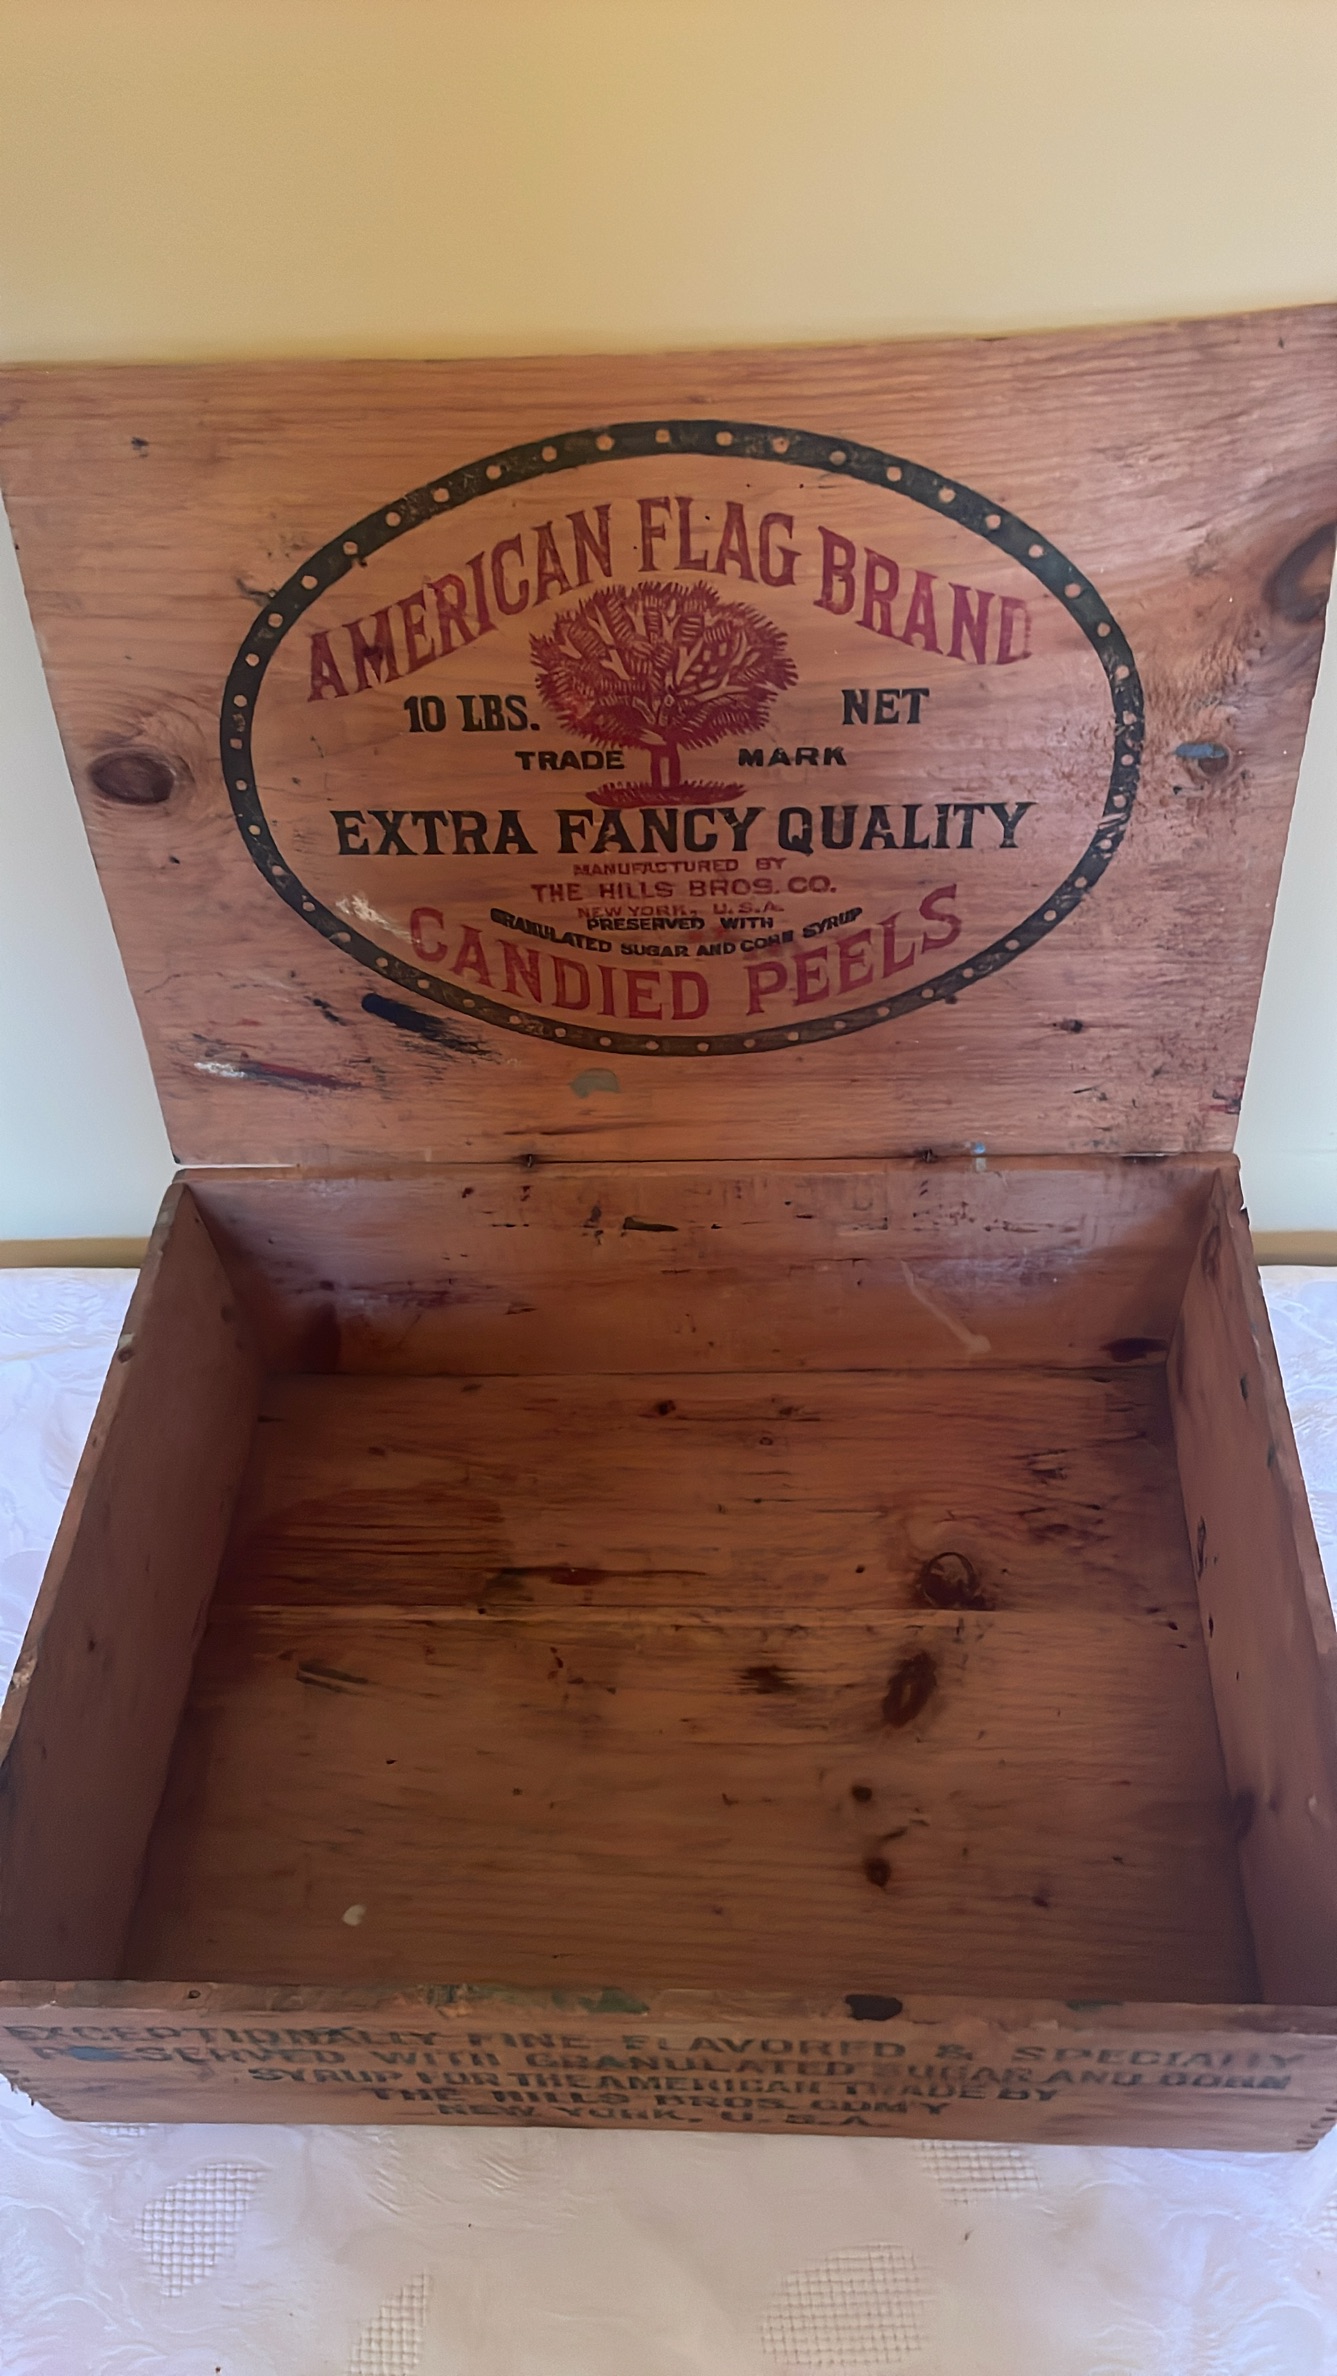 AMERICAN FLAG BRAND
10 LBS. NET
TRADE MARK
EXTRA FANCY QUALITY
MANUFACTURED BY
THE HILLS BROS. CO.
NEW YORK, U.S.A.
PRESERVED WITH
GRANULATED SUGAR AND CORN SYRUP
CANDIED PEELS
EXCEPTIONALLY FINE FLAVORED & SPECIALLY
PRESERVED WITH GRANULATED SUGAR AND CORN
SYRUP FOR THE AMERICAN TRADE BY
THE HILLS BROS. COM'Y
NEW YORK, U.S.A.